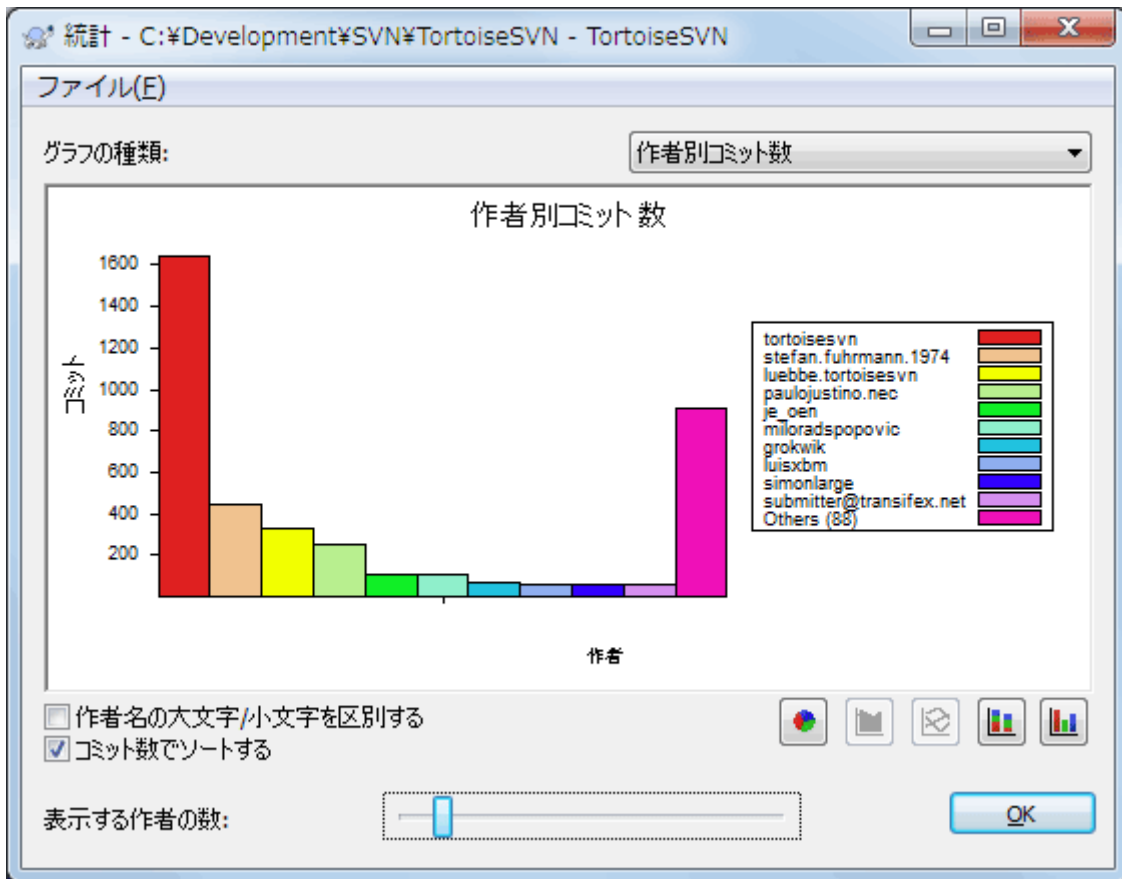 統計 - C:¥Development¥SVN¥TortoiseSVN - TortoiseSVN
ファイル(F)
グラフの種類:
作者別コミット数
作者別コミット 数
1600
1400
1200
1000
800
600
400
200
コミット
作者
tortoisesvn
stefan.fuhrmann.1974
luebbe.tortoisesvn
paulojustino.nec
je_oen
miloradspopovic
grokwik
luisxbm
simonlarge
submitter@transifex.net
Others (88)
作者名の大文字/小文字を区別する
コミット数でソートする
表示する作者の数:
OK